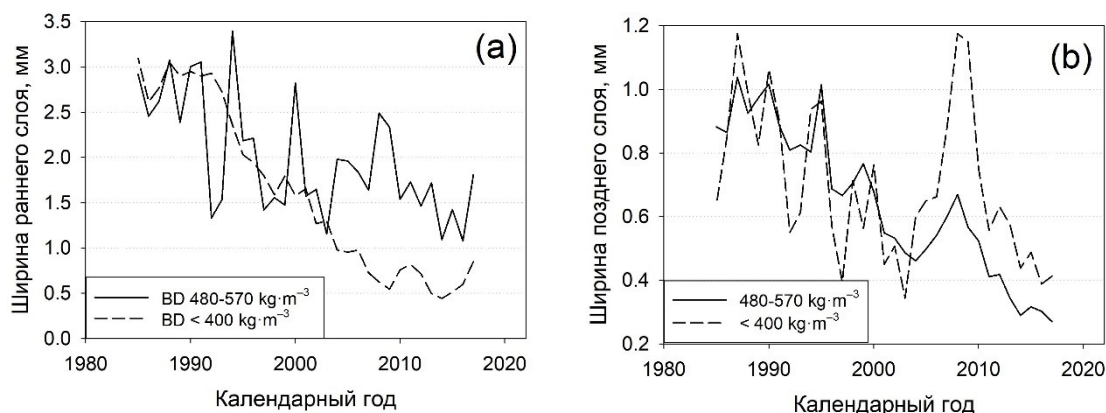 (a)
Ширина раннего слоя, мм
3.5
3.0
2.5
2.0
1.5
1.0
0.5
0.0
BD 480-570 kg·m⁻³
BD < 400 kg·m⁻³
1980
1990
2000
2010
2020
Календарный год
(b)
Ширина позднего слоя, мм
1.2
1.0
0.8
0.6
0.4
0.2
480-570 kg·m⁻³
< 400 kg·m⁻³
1980
1990
2000
2010
2020
Календарный год